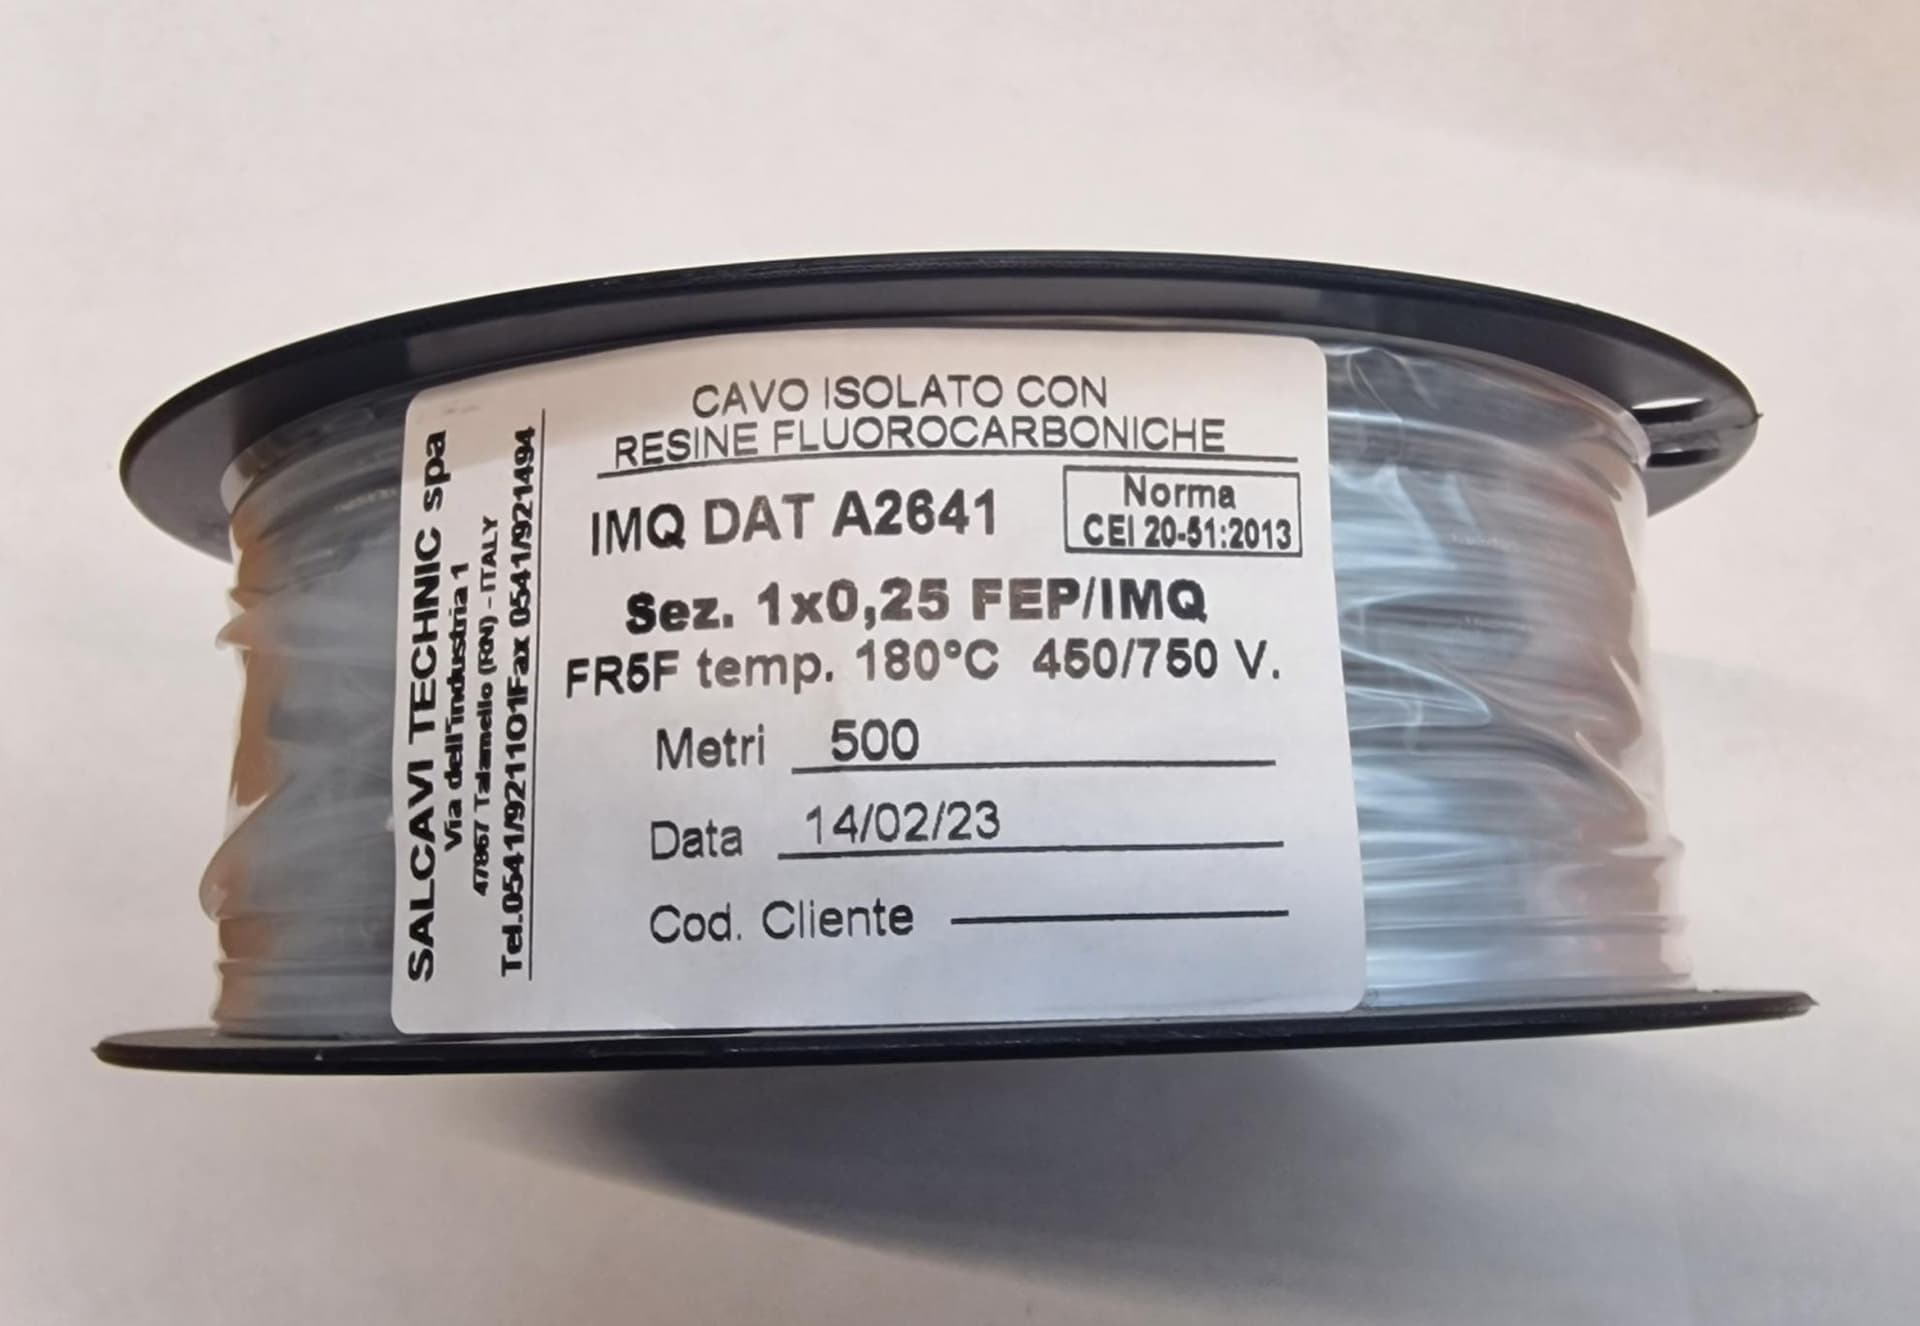 CAVO ISOLATO CON
RESINE FLUOROCARBONICHE
IMQ DAT A2641
Norma
CEI 20-51:2013
Sez. 1x0,25 FEP/IMQ
FR5F temp. 180°C 450/750 V.
Metri 500
Data 14/02/23
Cod. Cliente
SALCAVI TECHNIC spa
Via dell'industria 1
47867 Talamello (RN) - ITALY
Tel.0541/921101Fax 0541/921494